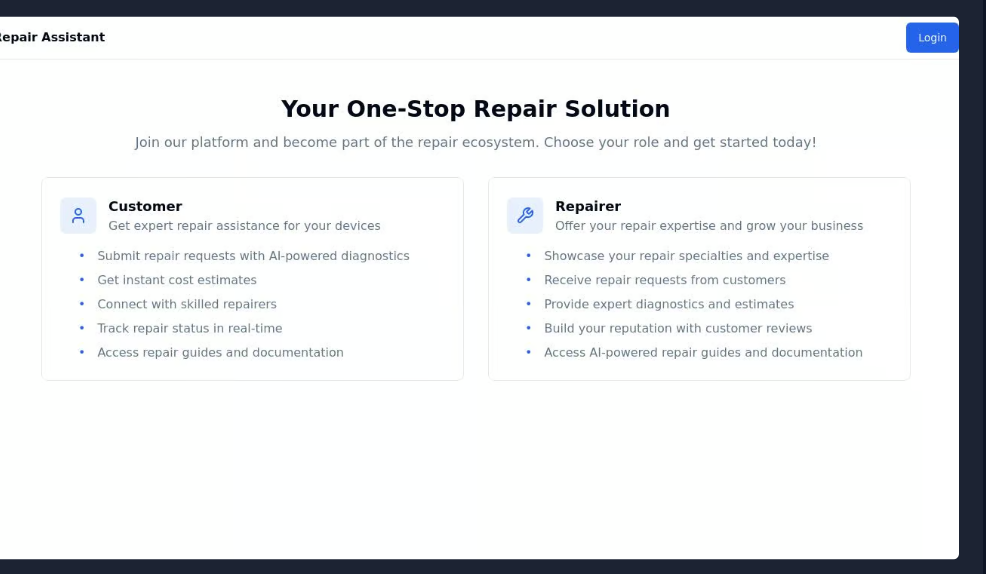 Repair Assistant
Login
Your One-Stop Repair Solution
Join our platform and become part of the repair ecosystem. Choose your role and get started today!
Customer
Get expert repair assistance for your devices
• Submit repair requests with AI-powered diagnostics
• Get instant cost estimates
• Connect with skilled repairers
• Track repair status in real-time
• Access repair guides and documentation
Repairer
Offer your repair expertise and grow your business
• Showcase your repair specialties and expertise
• Receive repair requests from customers
• Provide expert diagnostics and estimates
• Build your reputation with customer reviews
• Access AI-powered repair guides and documentation